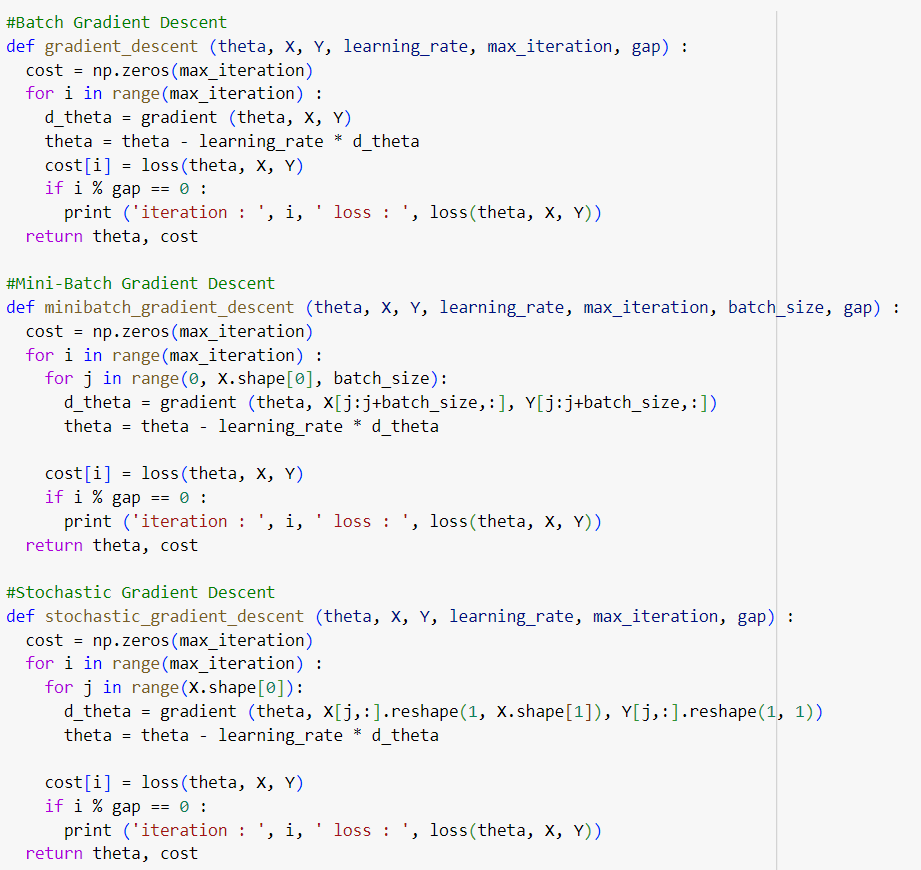 #Batch Gradient Descent
def gradient_descent (theta, X, Y, learning_rate, max_iteration, gap) :
  cost = np.zeros(max_iteration)
  for i in range(max_iteration) :
    d_theta = gradient (theta, X, Y)
    theta = theta - learning_rate * d_theta
    cost[i] = loss(theta, X, Y)
    if i % gap == 0 :
      print ('iteration : ', i, ' loss : ', loss(theta, X, Y))
  return theta, cost

#Mini-Batch Gradient Descent
def minibatch_gradient_descent (theta, X, Y, learning_rate, max_iteration, batch_size, gap) :
  cost = np.zeros(max_iteration)
  for i in range(max_iteration) :
    for j in range(0, X.shape[0], batch_size):
      d_theta = gradient (theta, X[j:j+batch_size,:], Y[j:j+batch_size,:])
      theta = theta - learning_rate * d_theta

    cost[i] = loss(theta, X, Y)
    if i % gap == 0 :
      print ('iteration : ', i, ' loss : ', loss(theta, X, Y))
  return theta, cost

#Stochastic Gradient Descent
def stochastic_gradient_descent (theta, X, Y, learning_rate, max_iteration, gap) :
  cost = np.zeros(max_iteration)
  for i in range(max_iteration) :
    for j in range(X.shape[0]):
      d_theta = gradient (theta, X[j,:].reshape(1, X.shape[1]), Y[j,:].reshape(1, 1))
      theta = theta - learning_rate * d_theta

    cost[i] = loss(theta, X, Y)
    if i % gap == 0 :
      print ('iteration : ', i, ' loss : ', loss(theta, X, Y))
  return theta, cost